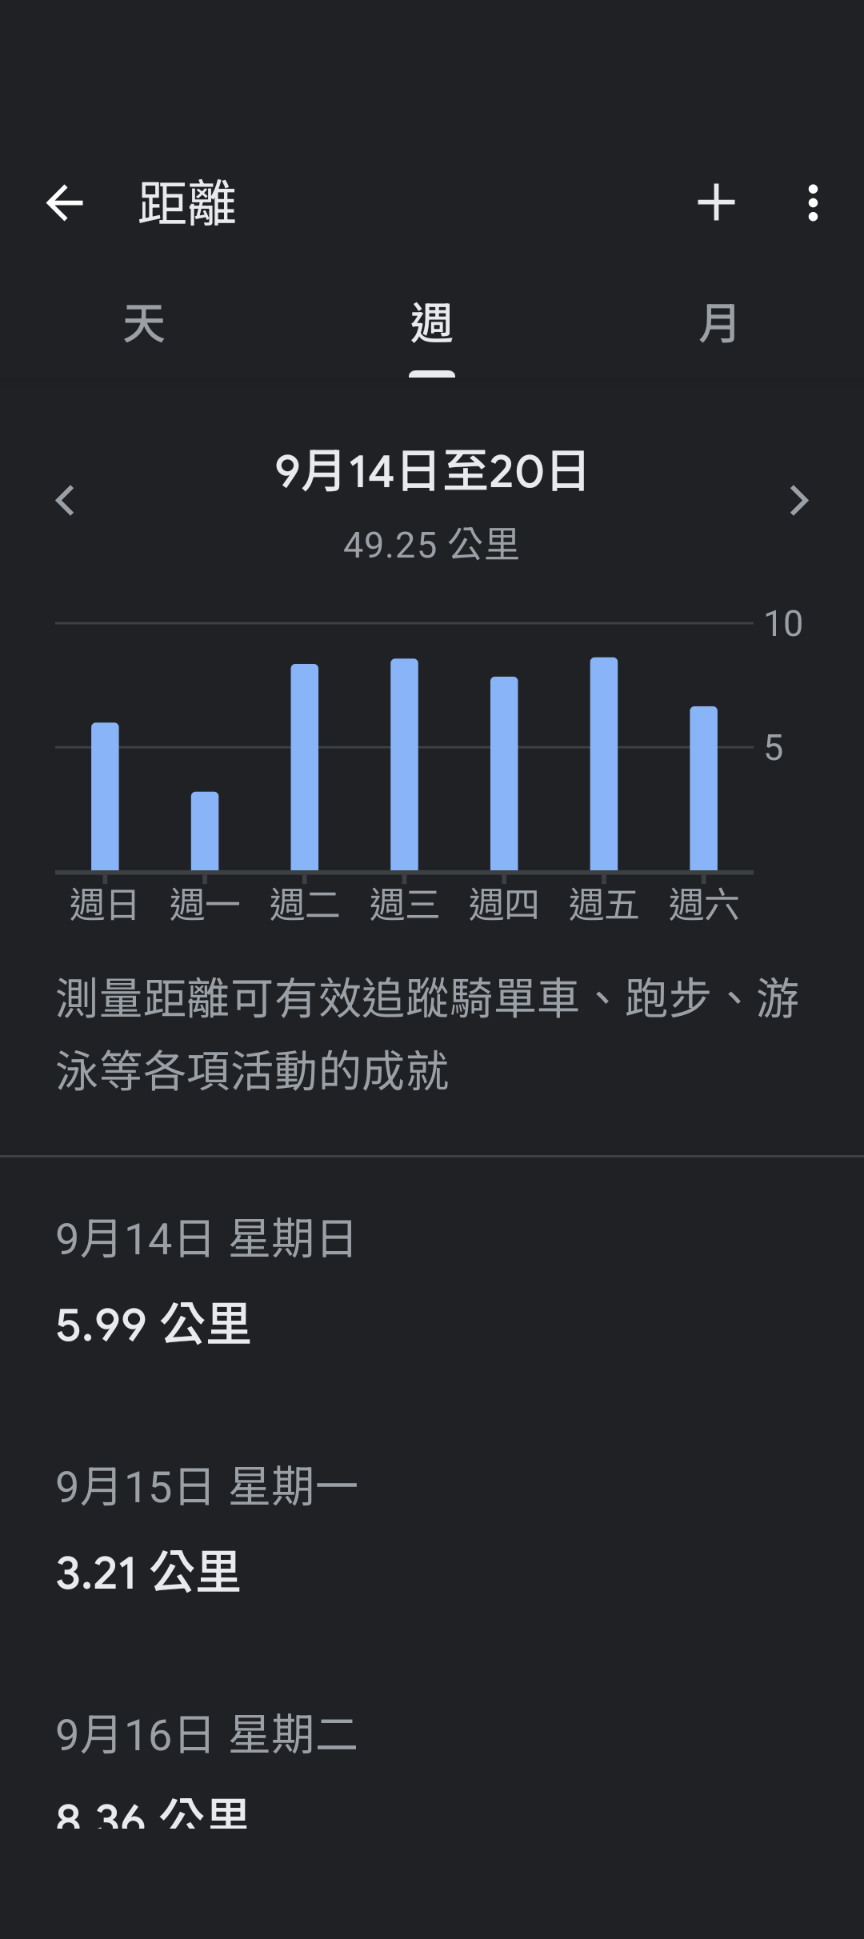 距離
天 週 月
9月14日至20日
49.25 公里
10
5
週日 週一 週二 週三 週四 週五 週六
測量距離可有效追蹤騎單車、跑步、游
泳等各項活動的成就
9月14日 星期日
5.99 公里
9月15日 星期一
3.21 公里
9月16日 星期二
8.36 公里